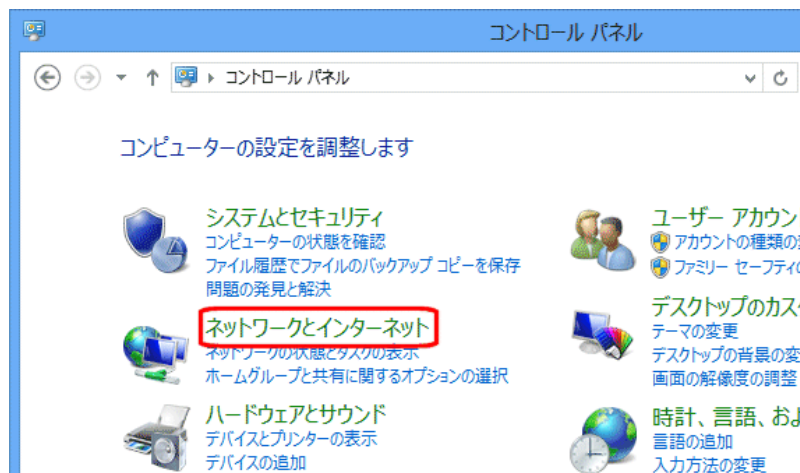 コントロール パネル
コントロール パネル
コンピューターの設定を調整します
システムとセキュリティ
コンピューターの状態を確認
ファイル履歴でファイルのバックアップ コピーを保存
問題の発見と解決
ネットワークとインターネット
ネットワークの状態とタスクの表示
ホームグループと共有に関するオプションの選択
ハードウェアとサウンド
デバイスとプリンターの表示
デバイスの追加
ユーザー アカウン
アカウントの種類の
ファミリー セーフティ
デスクトップのカス
テーマの変更
デスクトップの背景の変
画面の解像度の調整
時計、言語、およ
言語の追加
入力方法の変更